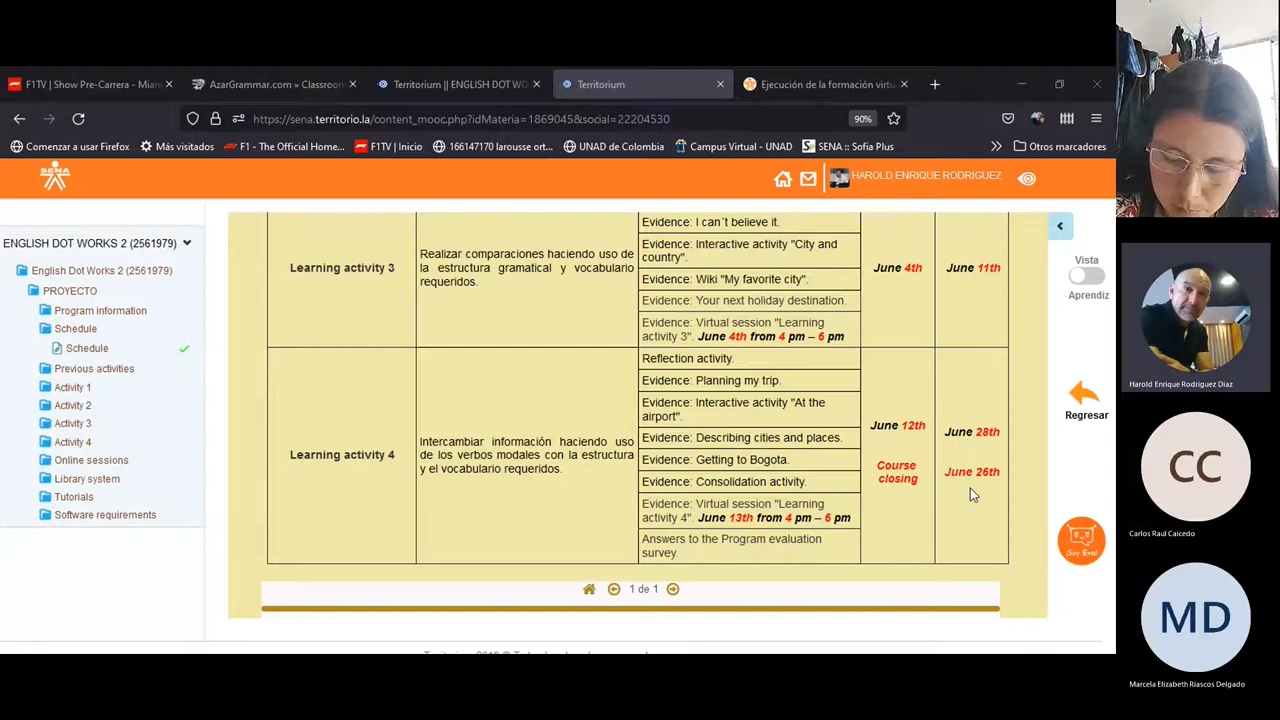 F1TV | Show Pre-Carrera - Miar
AzarGrammar.com » Classroom
Territorium || ENGLISH DOT WO
Territorium
Ejecución de la formación virtu
https://sena.territorio.la/content_mooc.php?idMateria=1869045&social=22204530
90%
Comenzar a usar Firefox
Más visitados
F1 - The Official Home...
F1TV | Inicio
166147170 larousse ort...
UNAD de Colombia
Campus Virtual - UNAD
SENA :: Sofia Plus
Otros marcadores
SENA
HAROLD ENRIQUE RODRIGUEZ
ENGLISH DOT WORKS 2 (2561979)
English Dot Works 2 (2561979)
PROYECTO
Program information
Schedule
Schedule
Previous activities
Activity 1
Activity 2
Activity 3
Activity 4
Online sessions
Library system
Tutorials
Software requirements
Learning activity 3
Realizar comparaciones haciendo uso de
la estructura gramatical y vocabulario
requeridos.
Evidence: I can´t believe it.
Evidence: Interactive activity "City and
country".
Evidence: Wiki "My favorite city".
Evidence: Your next holiday destination.
Evidence: Virtual session "Learning
activity 3". June 4th from 4 pm – 6 pm
June 4th
June 11th
Learning activity 4
Intercambiar información haciendo uso
de los verbos modales con la estructura
y el vocabulario requeridos.
Reflection activity.
Evidence: Planning my trip.
Evidence: Interactive activity "At the
airport".
Evidence: Describing cities and places.
Evidence: Getting to Bogota.
Evidence: Consolidation activity.
Evidence: Virtual session "Learning
activity 4". June 13th from 4 pm – 6 pm
Answers to the Program evaluation
survey.
June 12th
Course
closing
June 28th
June 26th
1 de 1
Vista
Aprendiz
Regresar
¡Soy Eva!
Harold Enrique Rodriguez Diaz
CC
Carlos Raul Caicedo
MD
Marcela Elizabeth Riascos Delgado